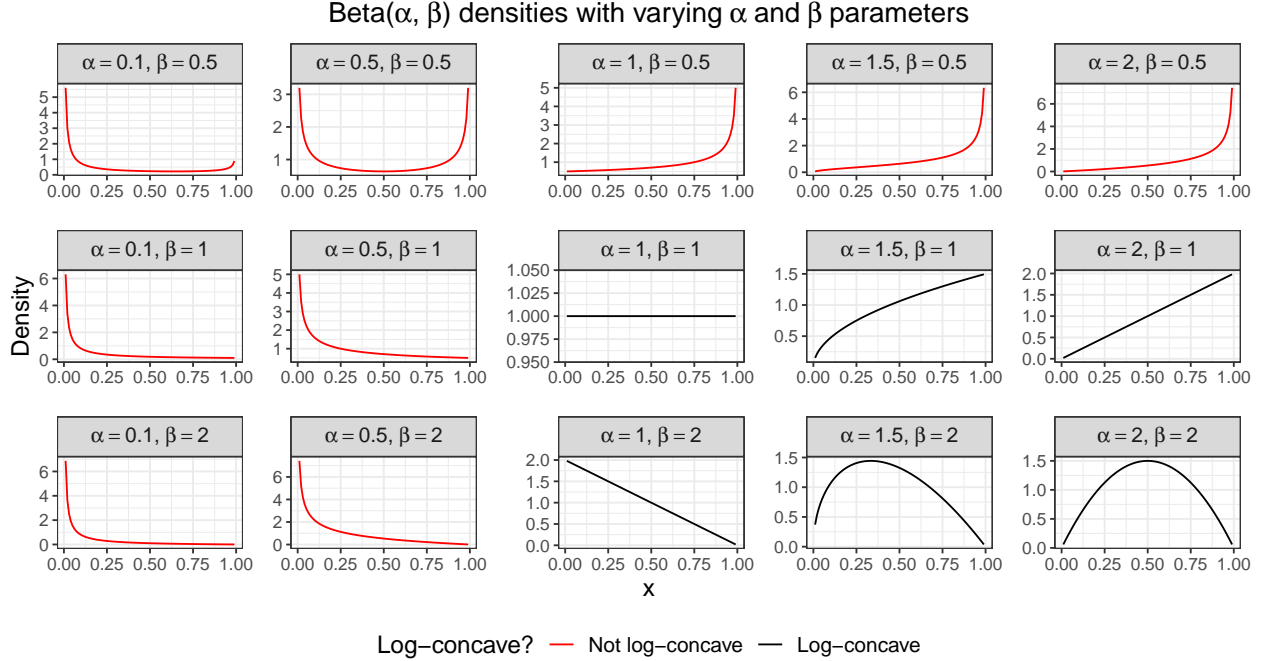 Beta(α, β) densities with varying α and β parameters
α = 0.1, β = 0.5
α = 0.5, β = 0.5
α = 1, β = 0.5
α = 1.5, β = 0.5
α = 2, β = 0.5
5
4
3
2
1
0
3
2
1
5
4
3
2
1
6
4
2
0
6
4
2
0
0.00 0.25 0.50 0.75 1.00
0.00 0.25 0.50 0.75 1.00
0.00 0.25 0.50 0.75 1.00
0.00 0.25 0.50 0.75 1.00
0.00 0.25 0.50 0.75 1.00
Density
α = 0.1, β = 1
α = 0.5, β = 1
α = 1, β = 1
α = 1.5, β = 1
α = 2, β = 1
6
4
2
0
5
4
3
2
1
1.050
1.025
1.000
0.975
0.950
1.5
1.0
0.5
2.0
1.5
1.0
0.5
0.0
0.00 0.25 0.50 0.75 1.00
0.00 0.25 0.50 0.75 1.00
0.00 0.25 0.50 0.75 1.00
0.00 0.25 0.50 0.75 1.00
0.00 0.25 0.50 0.75 1.00
α = 0.1, β = 2
α = 0.5, β = 2
α = 1, β = 2
α = 1.5, β = 2
α = 2, β = 2
6
4
2
0
6
4
2
0
2.0
1.5
1.0
0.5
0.0
1.5
1.0
0.5
0.0
1.5
1.0
0.5
0.0
0.00 0.25 0.50 0.75 1.00
0.00 0.25 0.50 0.75 1.00
0.00 0.25 0.50 0.75 1.00
0.00 0.25 0.50 0.75 1.00
0.00 0.25 0.50 0.75 1.00
x
Log−concave? Not log−concave Log−concave